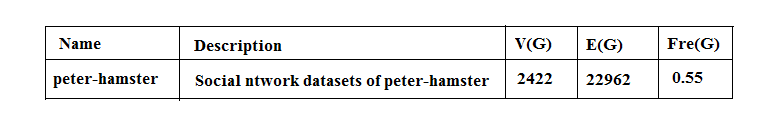 Name Description V(G) E(G) Fre(G)
peter-hamster Social ntwork datasets of peter-hamster 2422 22962 0.55